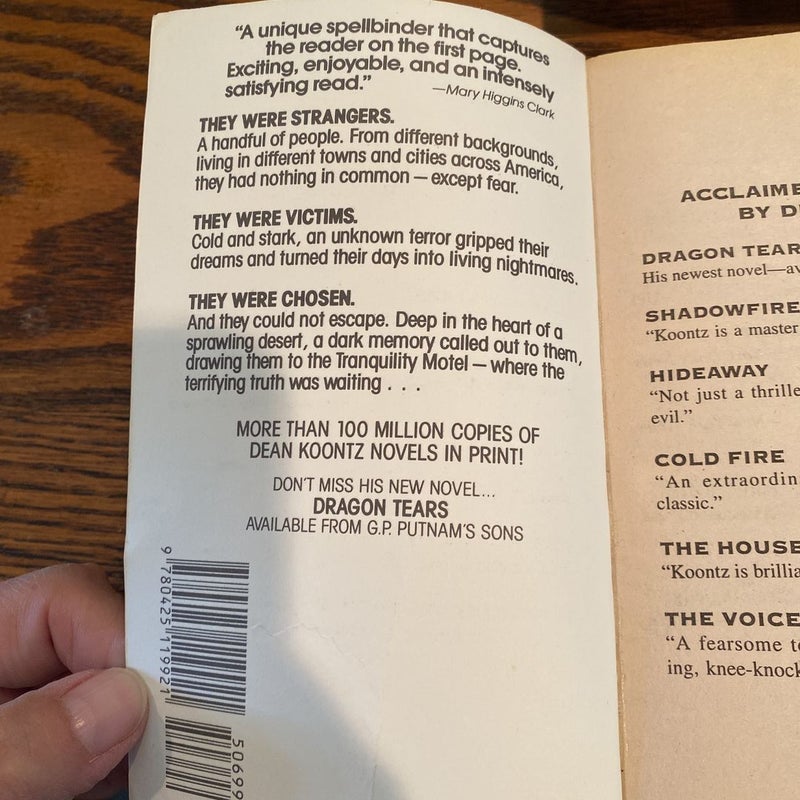 “A unique spellbinder that captures
the reader on the first page.
Exciting, enjoyable, and an intensely
satisfying read.”
—Mary Higgins Clark
THEY WERE STRANGERS.
A handful of people. From different backgrounds,
living in different towns and cities across America,
they had nothing in common — except fear.
THEY WERE VICTIMS.
Cold and stark, an unknown terror gripped their
dreams and turned their days into living nightmares.
THEY WERE CHOSEN.
And they could not escape. Deep in the heart of a
sprawling desert, a dark memory called out to them,
drawing them to the Tranquility Motel — where the
terrifying truth was waiting . . .
MORE THAN 100 MILLION COPIES OF
DEAN KOONTZ NOVELS IN PRINT!
DON'T MISS HIS NEW NOVEL...
DRAGON TEARS
AVAILABLE FROM G.P. PUTNAM'S SONS
9 780425 119921
50699
ACCLAIME
BY D
DRAGON TEAR
His newest novel—av
SHADOWFIRE
“Koontz is a master
HIDEAWAY
“Not just a thrille
evil.”
COLD FIRE
“An extraordin
classic.”
THE HOUSE
“Koontz is brillia
THE VOICE
“A fearsome to
ing, knee-knock